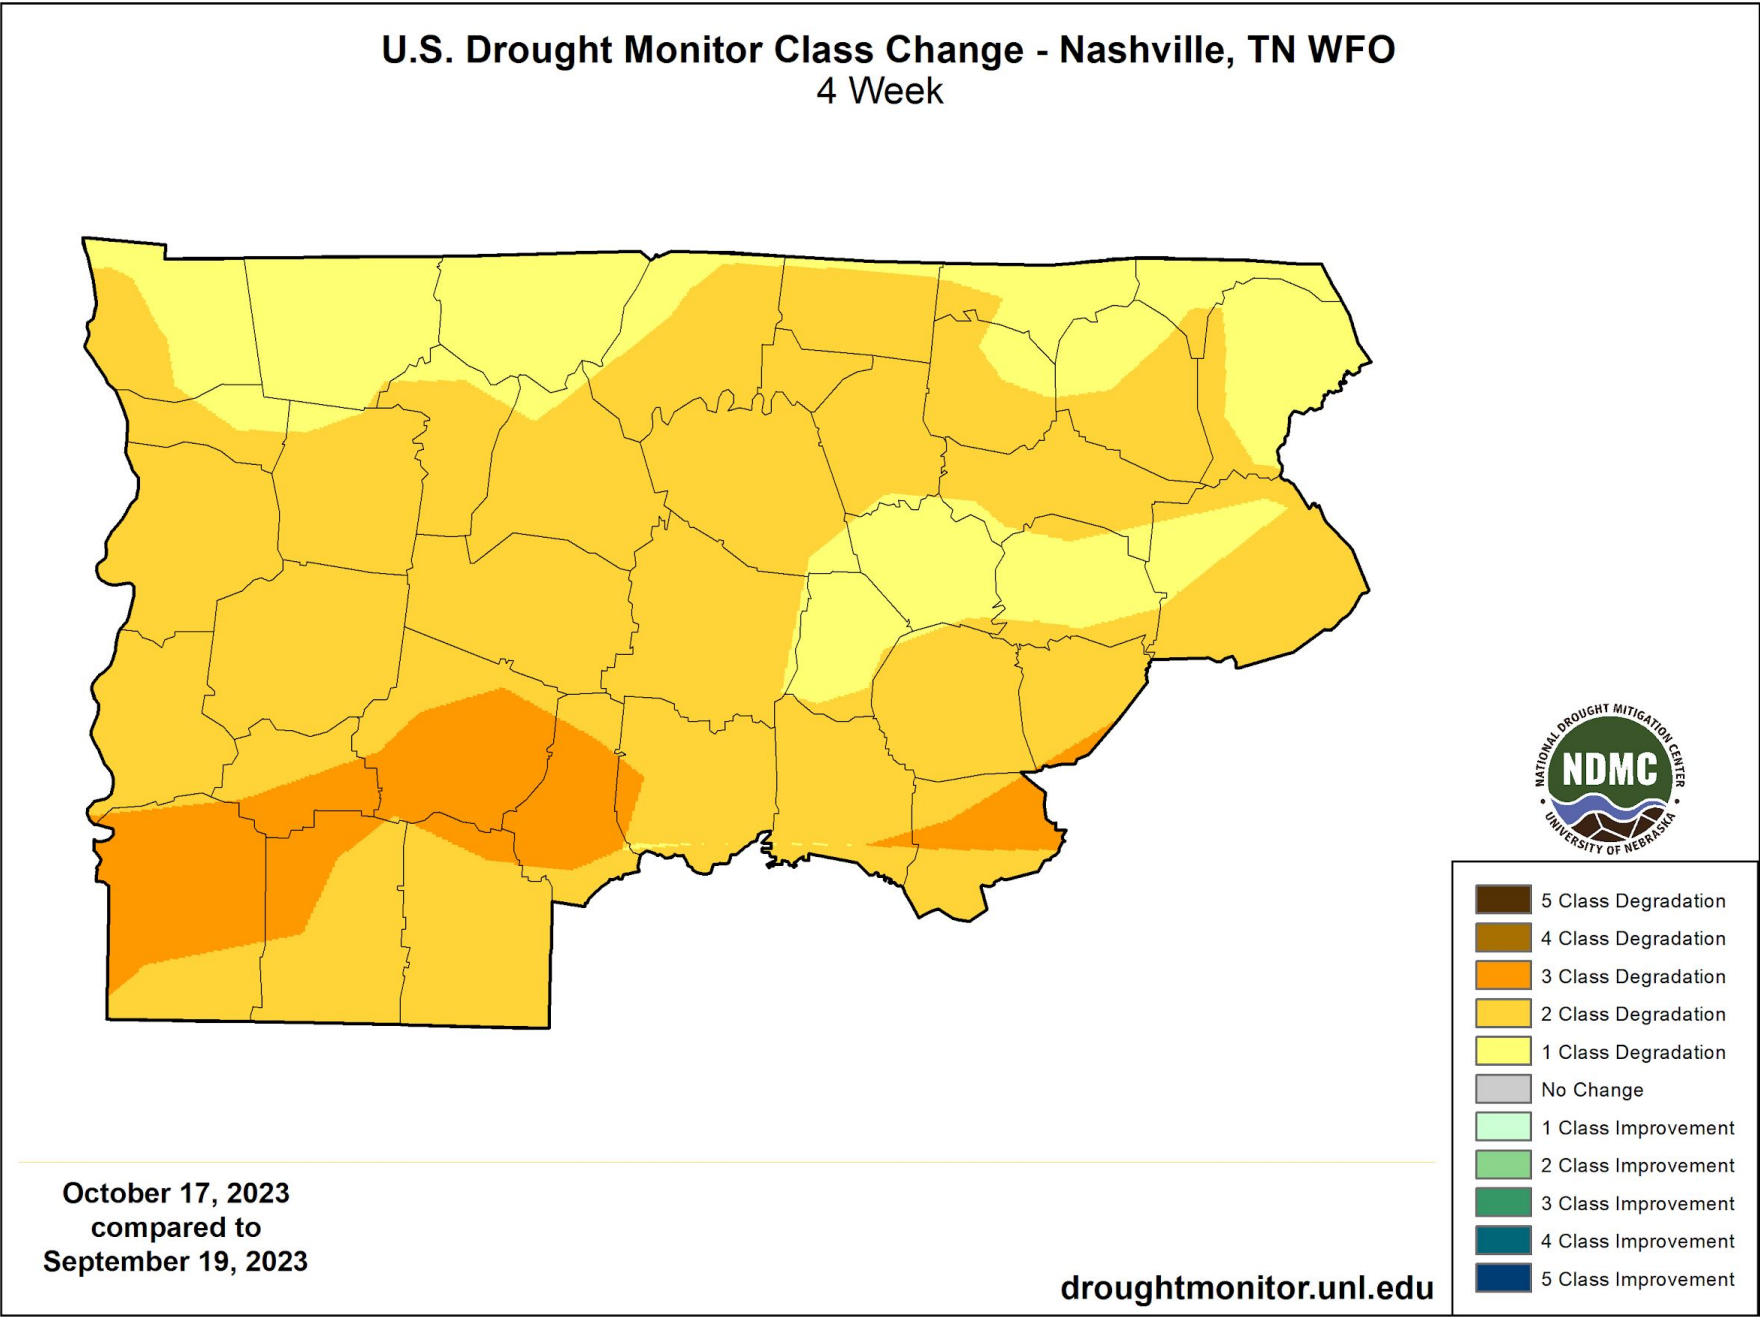 U.S. Drought Monitor Class Change - Nashville, TN WFO
4 Week
NATIONAL DROUGHT MITIGATION CENTER
NDMC
UNIVERSITY OF NEBRASKA
5 Class Degradation
4 Class Degradation
3 Class Degradation
2 Class Degradation
1 Class Degradation
No Change
1 Class Improvement
2 Class Improvement
3 Class Improvement
4 Class Improvement
5 Class Improvement
October 17, 2023
compared to
September 19, 2023
droughtmonitor.unl.edu